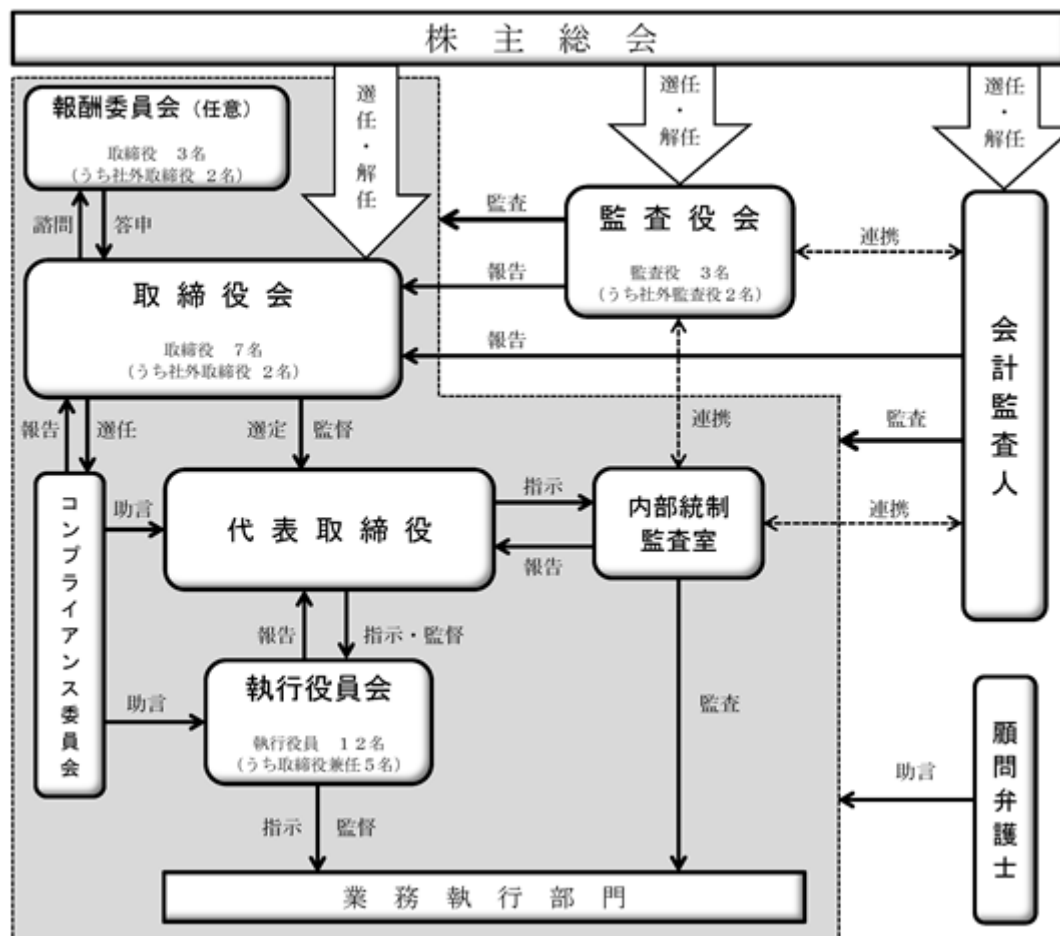 株主総会
選任・解任
選任・解任
選任・解任
報酬委員会（任意）
取締役　3名
（うち社外取締役　2名）
諮問
答申
監査
監査役会
監査役　3名
（うち社外監査役2名）
連携
報告
取締役会
取締役　7名
（うち社外取締役　2名）
報告
会計監査人
監査
連携
報告
選任
選定
監督
コンプライアンス委員会
助言
代表取締役
指示
報告
内部統制
監査室
連携
報告
指示・監督
助言
執行役員会
執行役員　12名
（うち取締役兼任5名）
監査
顧問弁護士
助言
指示
監督
業務執行部門